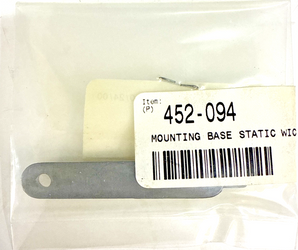 Item:
(P) 452-094
MOUNTING BASE STATIC WIC